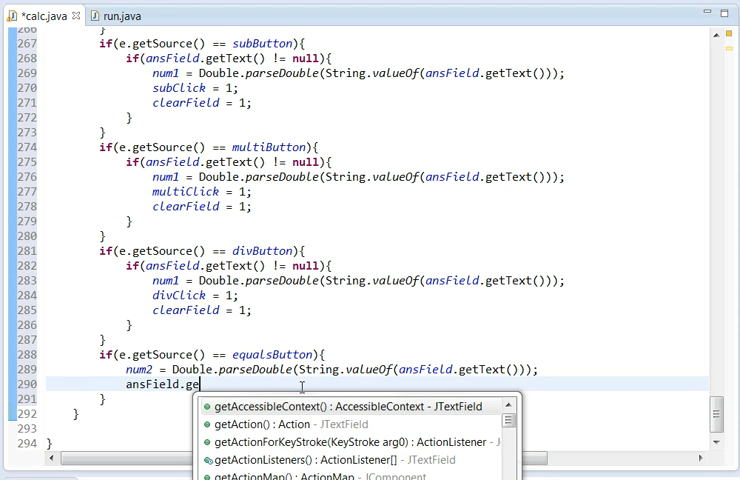 *calc.java run.java
266 }
267 if(e.getSource() == subButton){
268 if(ansField.getText() != null){
269 num1 = Double.parseDouble(String.valueOf(ansField.getText()));
270 subClick = 1;
271 clearField = 1;
272 }
273 }
274 if(e.getSource() == multiButton){
275 if(ansField.getText() != null){
276 num1 = Double.parseDouble(String.valueOf(ansField.getText()));
277 multiClick = 1;
278 clearField = 1;
279 }
280 }
281 if(e.getSource() == divButton){
282 if(ansField.getText() != null){
283 num1 = Double.parseDouble(String.valueOf(ansField.getText()));
284 divClick = 1;
285 clearField = 1;
286 }
287 }
288 if(e.getSource() == equalsButton){
289 num2 = Double.parseDouble(String.valueOf(ansField.getText()));
290 ansField.ge
291 }
292 }
293
294 }
getAccessibleContext() : AccessibleContext - JTextField
getAction() : Action - JTextField
getActionForKeyStroke(KeyStroke arg0) : ActionListener - J
getActionListeners() : ActionListener[] - JTextField
getActionMap() : ActionMap - JComponent